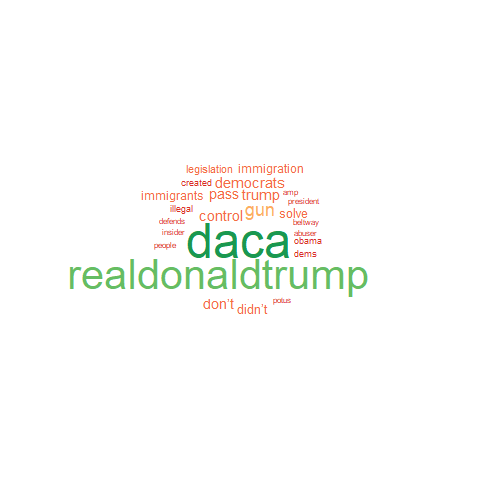 legislation immigration
created democrats
immigrants pass trump amp
president
illegal control gun solve
defends beltway
insider daca abuser
people obama
dems
realdonaldtrump
don’t didn’t potus